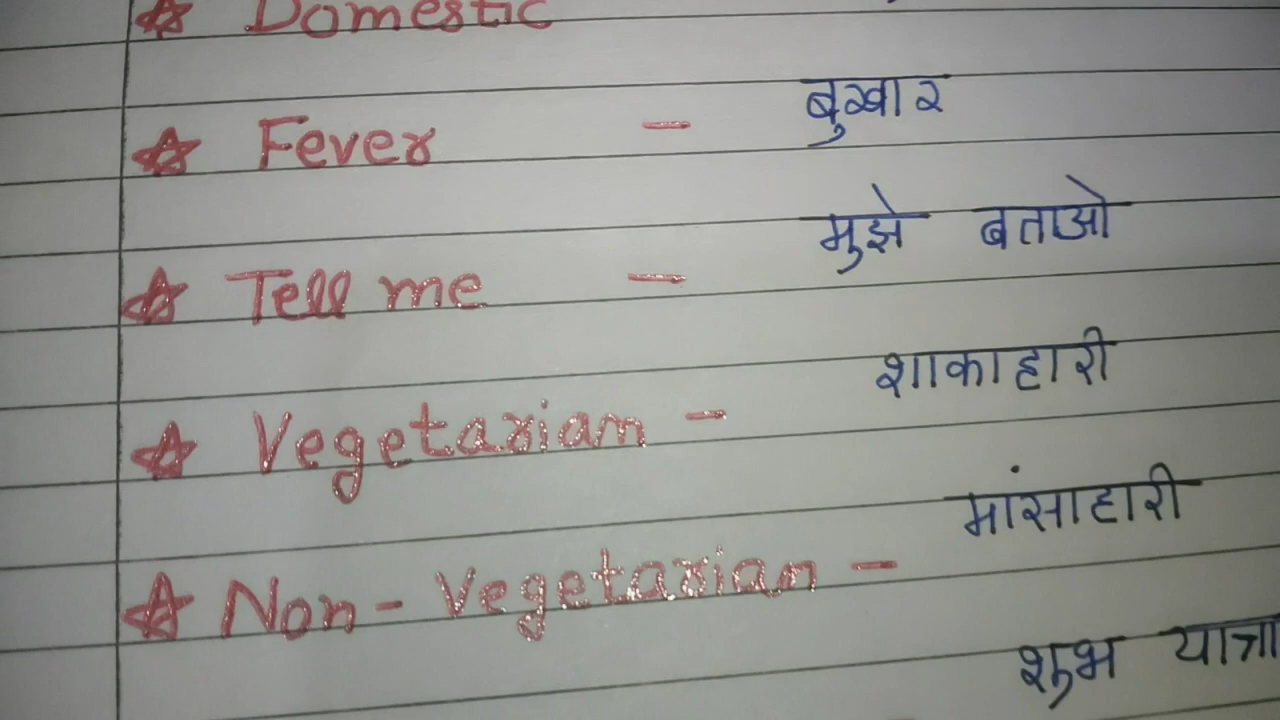 ☆ Domestic
☆ Fever - बुखार
☆ Tell me - मुझे बताओ
☆ Vegetarian - शाकाहारी
☆ Non - Vegetarian - मांसाहारी
शुभ यात्रा